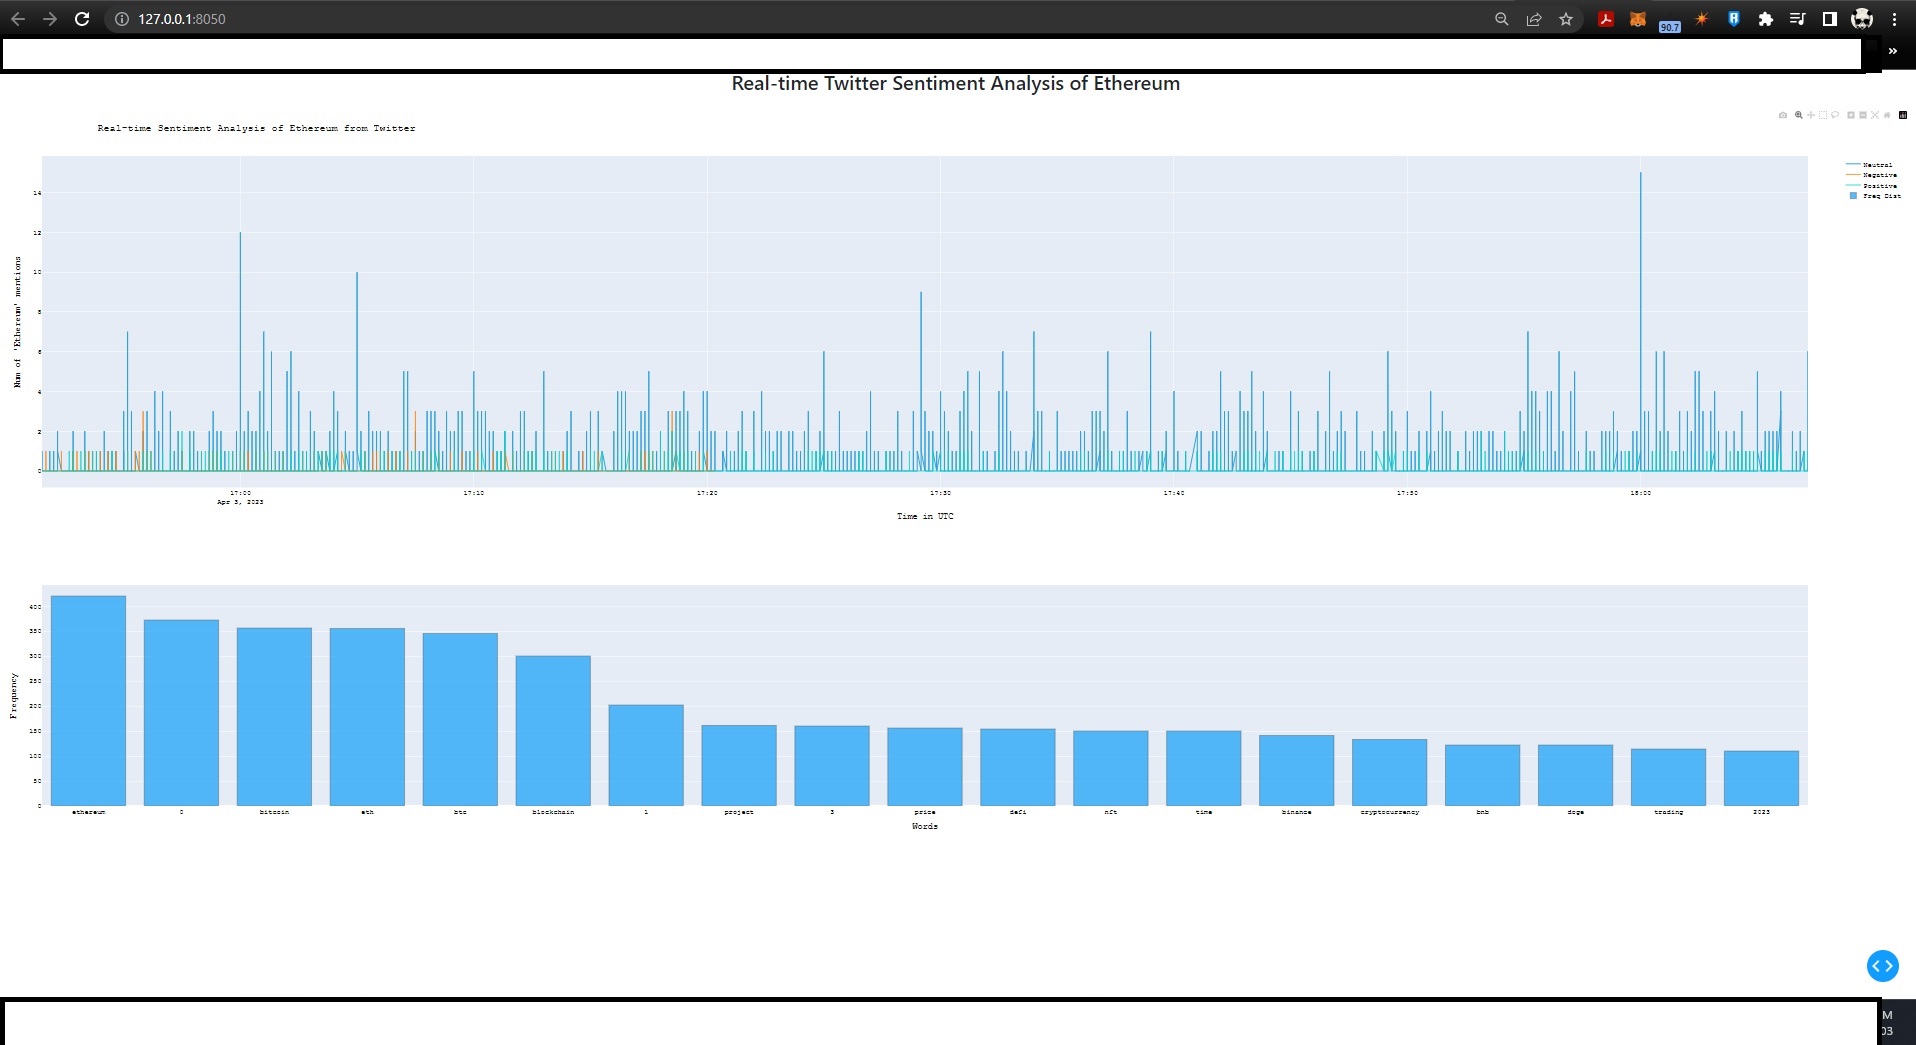 127.0.0.1:8050
90.7
»
Real-time Twitter Sentiment Analysis of Ethereum
Real-time Sentiment Analysis of Ethereum from Twitter
Neutral
Negative
Positive
Freq Dist
Num of 'Ethereum' mentions
14
12
10
8
6
4
2
0
17:00 17:10 17:20 17:30 17:40 17:50 18:00
Apr 3, 2023
Time in UTC
Frequency
400
350
300
250
200
150
100
50
0
ethereum 0 bitcoin eth btc blockchain 1 project 3 price defi nft time binance cryptocurrency bnb doge trading 2023
Words
M
03